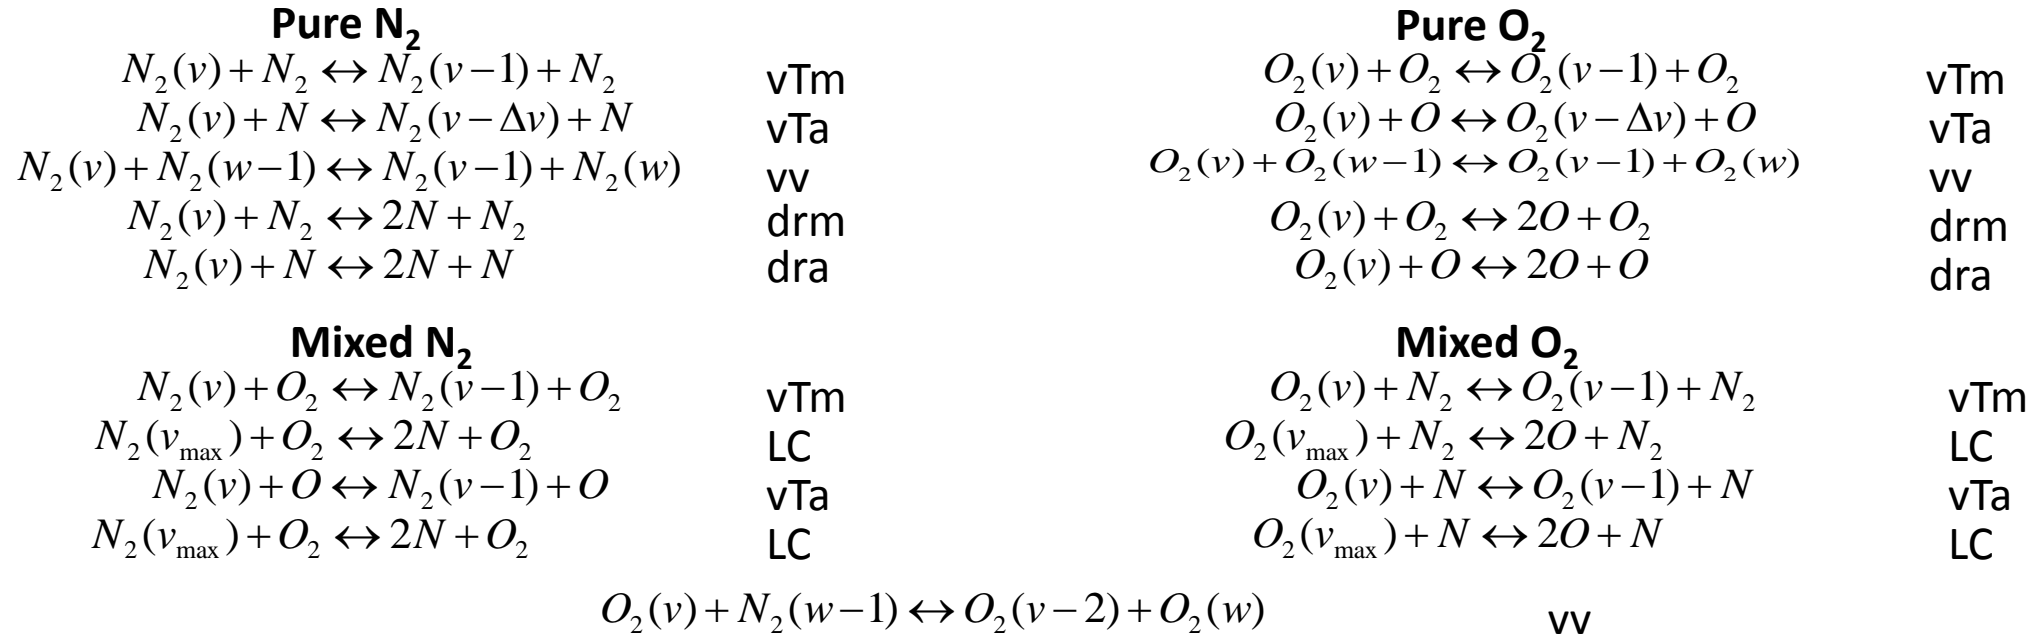 Pure N₂
N₂(v) + N₂ ↔ N₂(v−1) + N₂ vTm
N₂(v) + N ↔ N₂(v−Δv) + N vTa
N₂(v) + N₂(w−1) ↔ N₂(v−1) + N₂(w) vv
N₂(v) + N₂ ↔ 2N + N₂ drm
N₂(v) + N ↔ 2N + N dra
Pure O₂
O₂(v) + O₂ ↔ O₂(v−1) + O₂ vTm
O₂(v) + O ↔ O₂(v−Δv) + O vTa
O₂(v) + O₂(w−1) ↔ O₂(v−1) + O₂(w) vv
O₂(v) + O₂ ↔ 2O + O₂ drm
O₂(v) + O ↔ 2O + O dra
Mixed N₂
N₂(v) + O₂ ↔ N₂(v−1) + O₂ vTm
N₂(v_max) + O₂ ↔ 2N + O₂ LC
N₂(v) + O ↔ N₂(v−1) + O vTa
N₂(v_max) + O₂ ↔ 2N + O₂ LC
Mixed O₂
O₂(v) + N₂ ↔ O₂(v−1) + N₂ vTm
O₂(v_max) + N₂ ↔ 2O + N₂ LC
O₂(v) + N ↔ O₂(v−1) + N vTa
O₂(v_max) + N ↔ 2O + N LC
O₂(v) + N₂(w−1) ↔ O₂(v−2) + O₂(w) vv